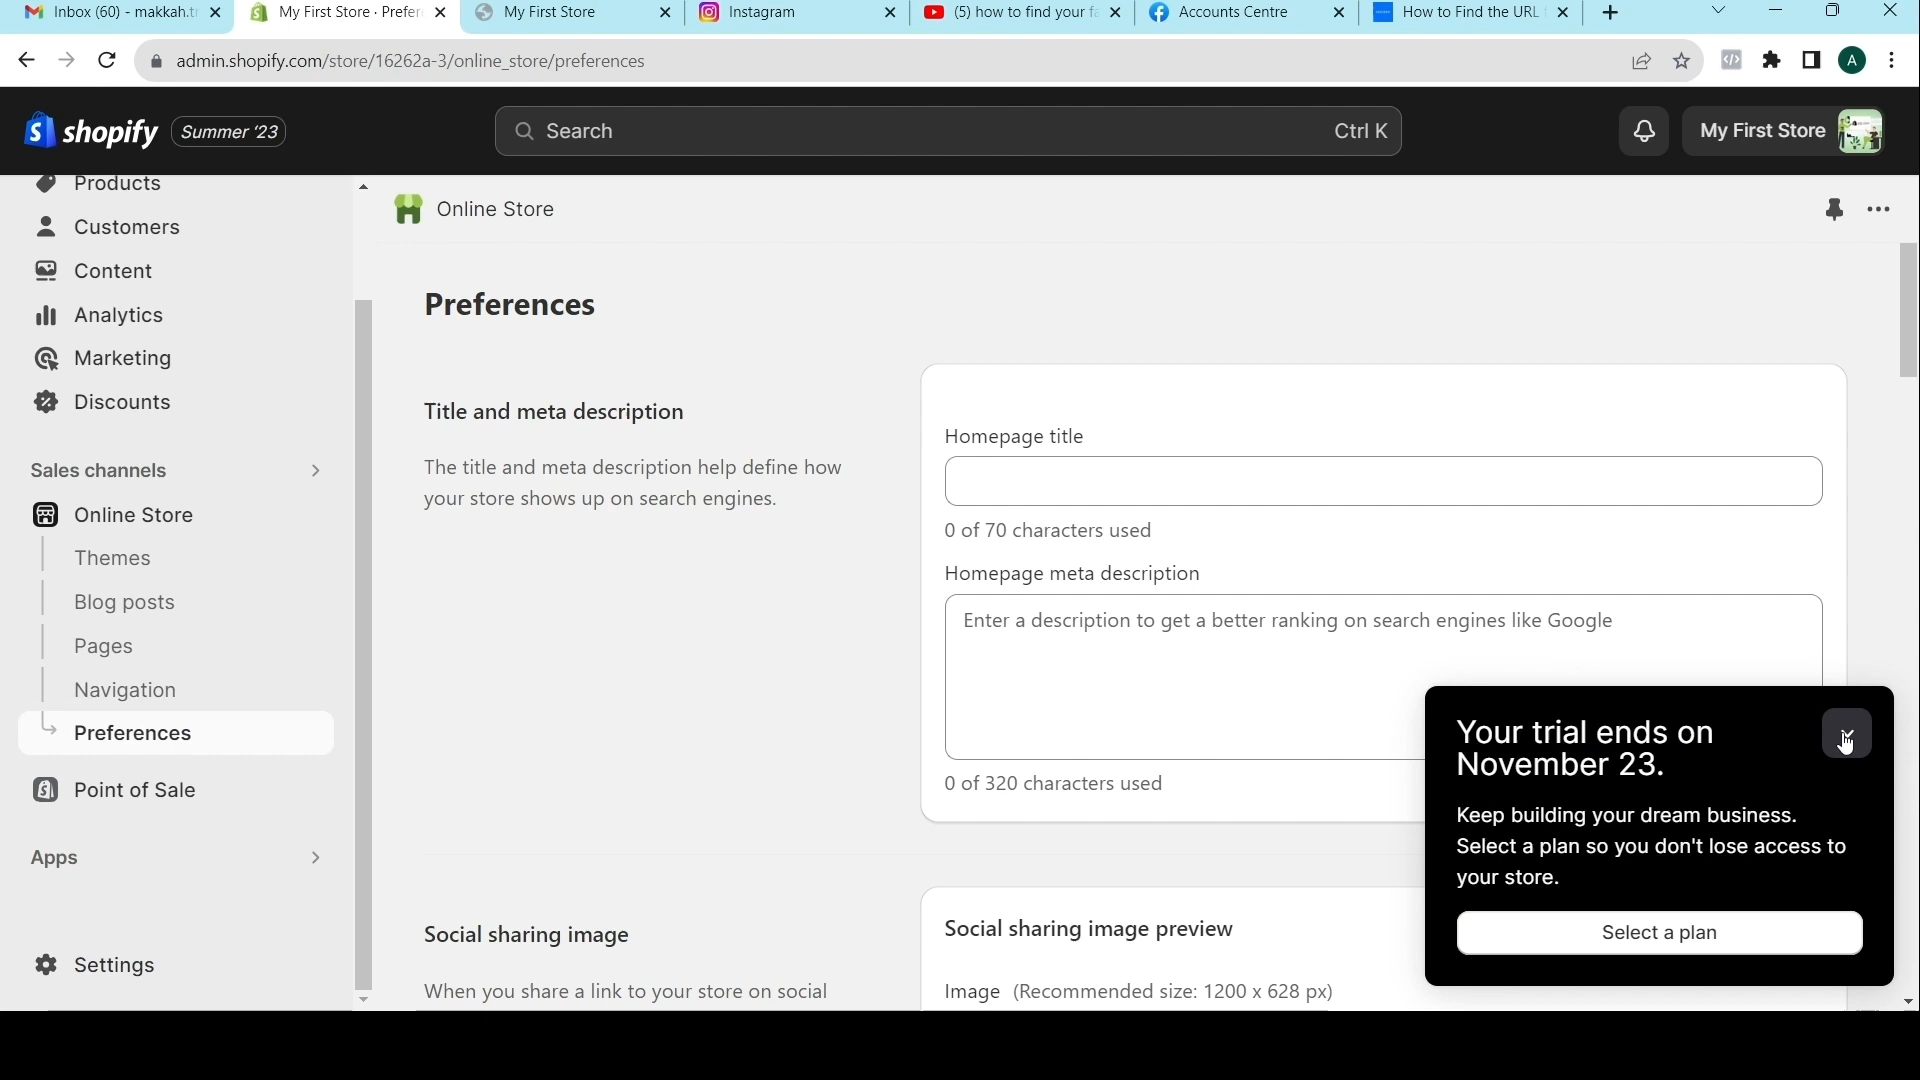 Inbox (60) - makkah.tr
My First Store · Prefer
My First Store
Instagram
(5) how to find your fa
Accounts Centre
How to Find the URL f
admin.shopify.com/store/16262a-3/online_store/preferences
A
shopify
Summer '23
Search
Ctrl K
My First Store
Products
Customers
Content
Analytics
Marketing
Discounts
Sales channels
Online Store
Themes
Blog posts
Pages
Navigation
Preferences
Point of Sale
Apps
Settings
Online Store
Preferences
Title and meta description
The title and meta description help define how
your store shows up on search engines.
Homepage title
0 of 70 characters used
Homepage meta description
Enter a description to get a better ranking on search engines like Google
0 of 320 characters used
Social sharing image
When you share a link to your store on social
Social sharing image preview
Image (Recommended size: 1200 x 628 px)
Your trial ends on
November 23.
Keep building your dream business.
Select a plan so you don't lose access to
your store.
Select a plan